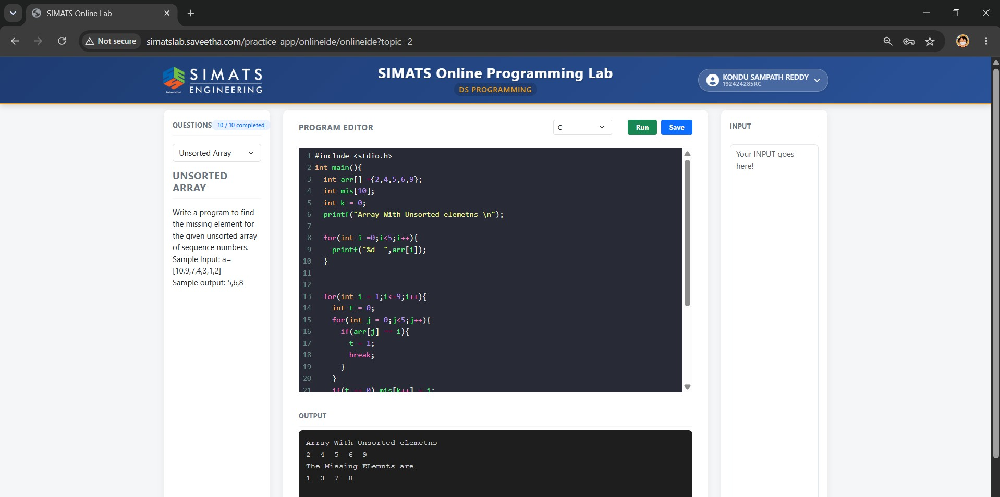 SIMATS Online Lab
Not secure
simatslab.saveetha.com/practice_app/onlineide/onlineide?topic=2
SIMATS
ENGINEERING
SIMATS Online Programming Lab
DS PROGRAMMING
KONDU SAMPATH REDDY
192424285RC
QUESTIONS 10 / 10 completed
Unsorted Array
UNSORTED
ARRAY
Write a program to find
the missing element for
the given unsorted array
of sequence numbers.
Sample Input: a=
[10,9,7,4,3,1,2]
Sample output: 5,6,8
PROGRAM EDITOR
C
Run
Save
1 #include <stdio.h>
2 int main(){
3   int arr[] ={2,4,5,6,9};
4   int mis[10];
5   int k = 0;
6   printf("Array With Unsorted elemetns \n");
7
8   for(int i =0;i<5;i++){
9     printf("%d  ",arr[i]);
10   }
11
12
13   for(int i = 1;i<=9;i++){
14     int t = 0;
15     for(int j = 0;j<5;j++){
16       if(arr[j] == i){
17         t = 1;
18         break;
19       }
20     }
21     if(t == 0) mis[k++] = i;
OUTPUT
Array With Unsorted elemetns
2  4  5  6  9
The Missing ELemnts are
1  3  7  8
INPUT
Your INPUT goes
here!